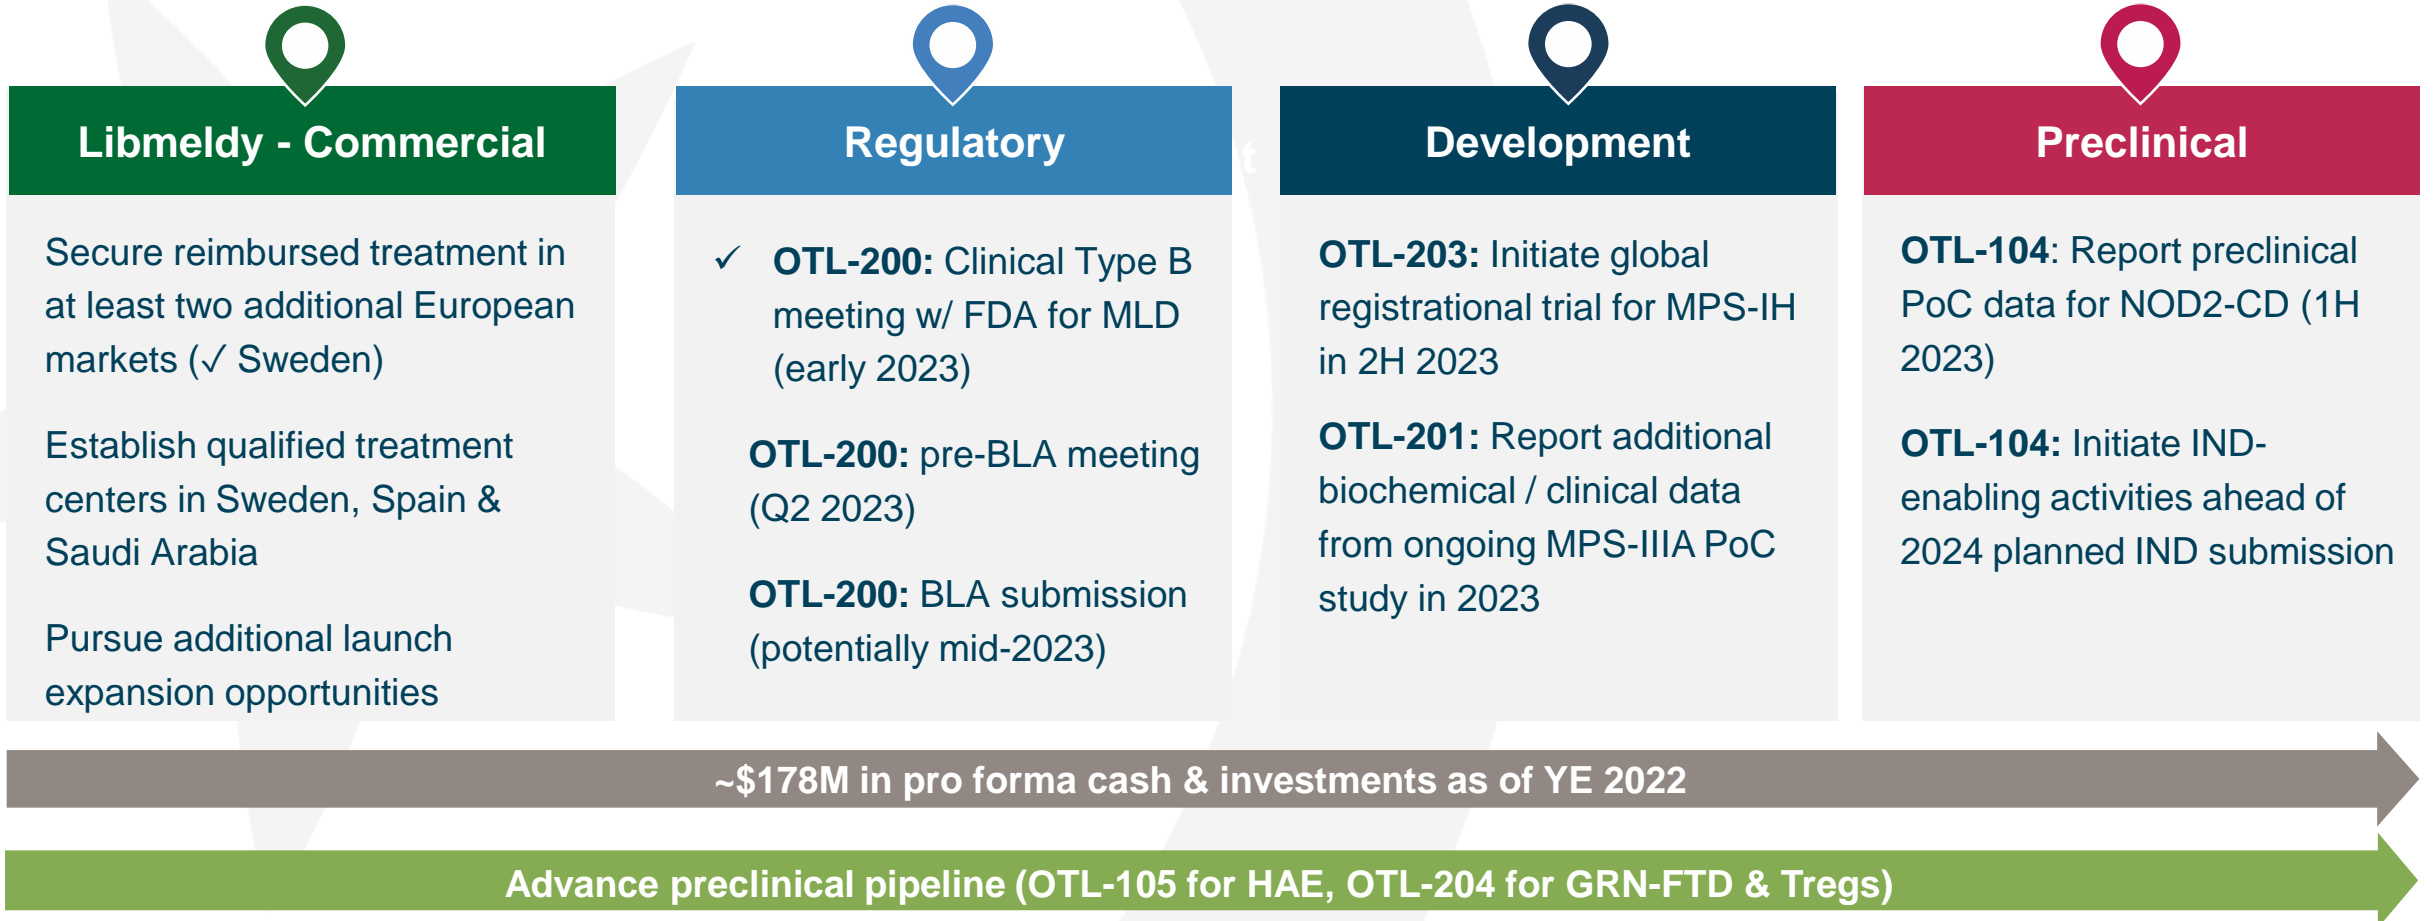 Libmeldy - Commercial
Secure reimbursed treatment in
at least two additional European
markets (✓ Sweden)
Establish qualified treatment
centers in Sweden, Spain &
Saudi Arabia
Pursue additional launch
expansion opportunities
Regulatory
t
✓ OTL-200: Clinical Type B
meeting w/ FDA for MLD
(early 2023)
OTL-200: pre-BLA meeting
(Q2 2023)
OTL-200: BLA submission
(potentially mid-2023)
Development
OTL-203: Initiate global
registrational trial for MPS-IH
in 2H 2023
OTL-201: Report additional
biochemical / clinical data
from ongoing MPS-IIIA PoC
study in 2023
Preclinical
OTL-104: Report preclinical
PoC data for NOD2-CD (1H
2023)
OTL-104: Initiate IND-
enabling activities ahead of
2024 planned IND submission
~$178M in pro forma cash & investments as of YE 2022
Advance preclinical pipeline (OTL-105 for HAE, OTL-204 for GRN-FTD & Tregs)